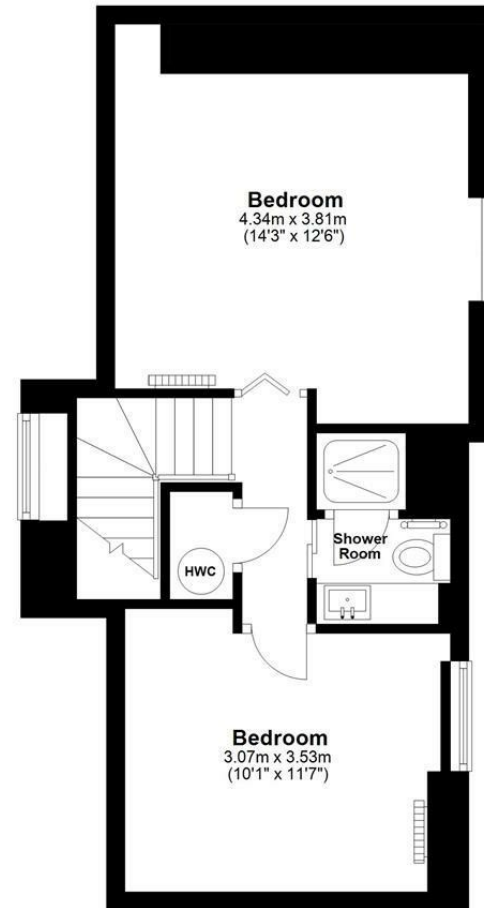 Bedroom
4.34m x 3.81m
(14'3" x 12'6")
Shower
Room
HWC
Bedroom
3.07m x 3.53m
(10'1" x 11'7")